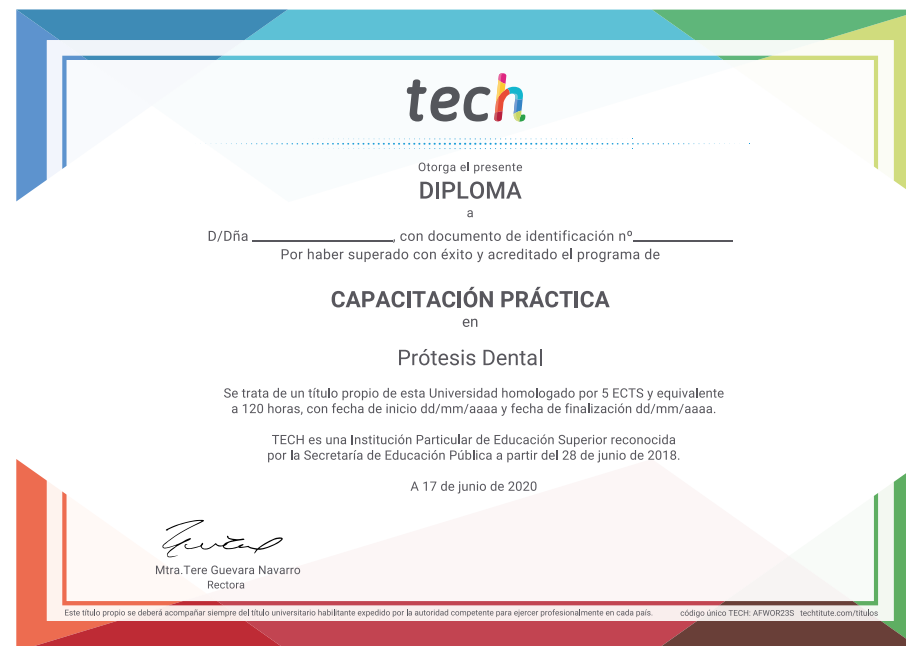 tech
Otorga el presente
DIPLOMA
a
D/Dña ________________, con documento de identificación nº____________
Por haber superado con éxito y acreditado el programa de
CAPACITACIÓN PRÁCTICA
en
Prótesis Dental
Se trata de un título propio de esta Universidad homologado por 5 ECTS y equivalente
a 120 horas, con fecha de inicio dd/mm/aaaa y fecha de finalización dd/mm/aaaa.
TECH es una Institución Particular de Educación Superior reconocida
por la Secretaría de Educación Pública a partir del 28 de junio de 2018.
A 17 de junio de 2020
Mtra.Tere Guevara Navarro
Rectora
Este título propio se deberá acompañar siempre del título universitario habilitante expedido por la autoridad competente para ejercer profesionalmente en cada país. código único TECH: AFWOR23S techtitute.com/titulos